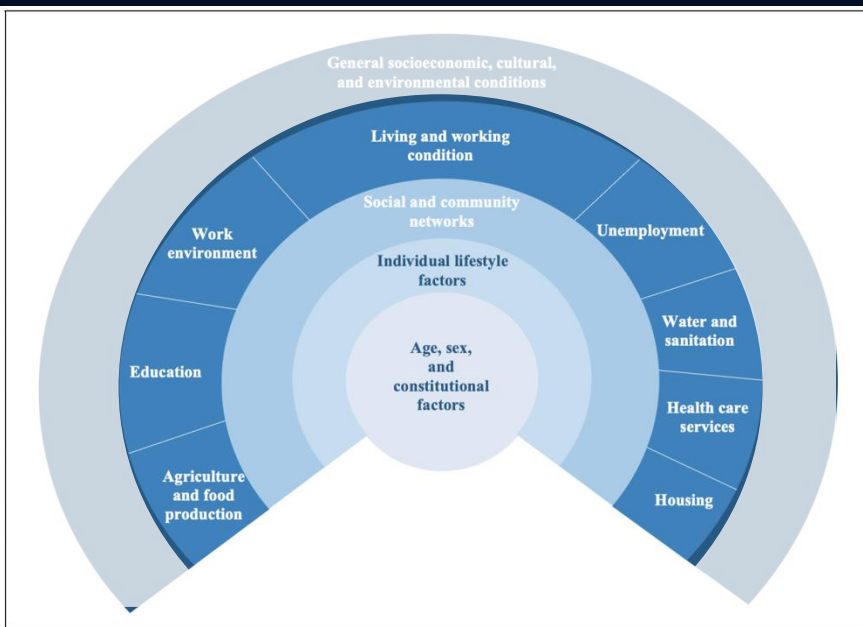 General socioeconomic, cultural,
and environmental conditions
Living and working
condition
Social and community
networks
Individual lifestyle
factors
Age, sex,
and
constitutional
factors
Work
environment
Education
Agriculture
and food
production
Unemployment
Water and
sanitation
Health care
services
Housing